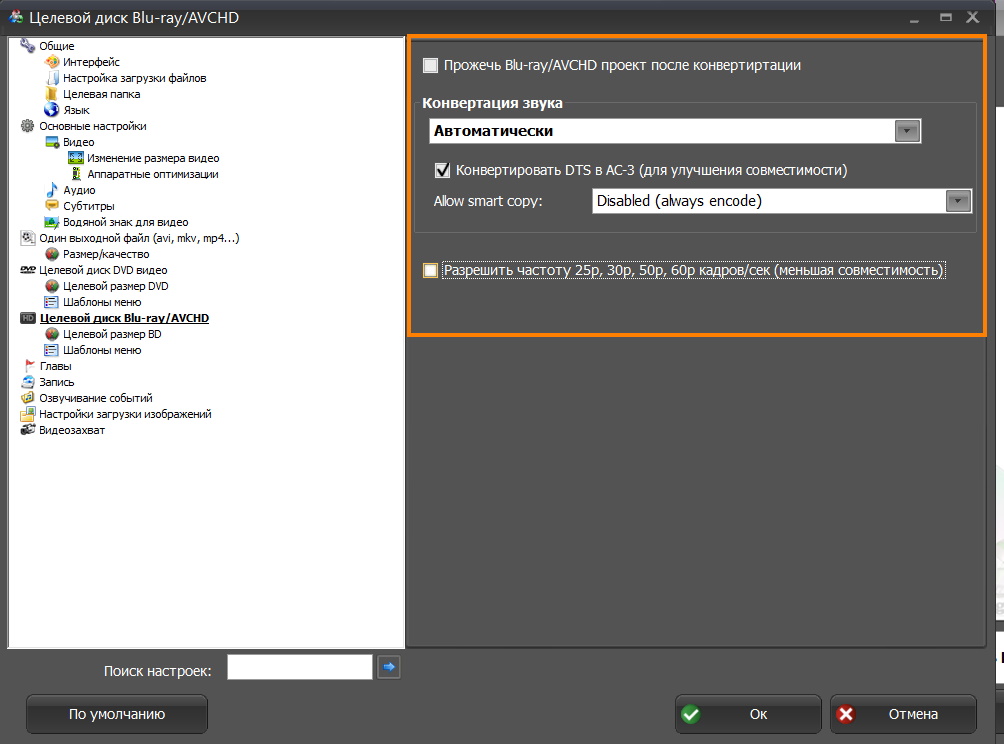 Целевой диск Blu-ray/AVCHD
Общие
Интерфейс
Настройка загрузки файлов
Целевая папка
Язык
Основные настройки
Видео
Изменение размера видео
Аппаратные оптимизации
Аудио
Субтитры
Водяной знак для видео
Один выходной файл (avi, mkv, mp4...)
Размер/качество
DVD Целевой диск DVD видео
Целевой размер DVD
Шаблоны меню
HD Целевой диск Blu-ray/AVCHD
Целевой размер BD
Шаблоны меню
Главы
Запись
Озвучивание событий
Настройки загрузки изображений
Видеозахват
Прожечь Blu-ray/AVCHD проект после конвертиртации
Конвертация звука
Автоматически
Конвертировать DTS в AC-3 (для улучшения совместимости)
Allow smart copy: Disabled (always encode)
Разрешить частоту 25p, 30p, 50p, 60p кадров/сек (меньшая совместимость)
Поиск настроек:
По умолчанию
Ок
Отмена